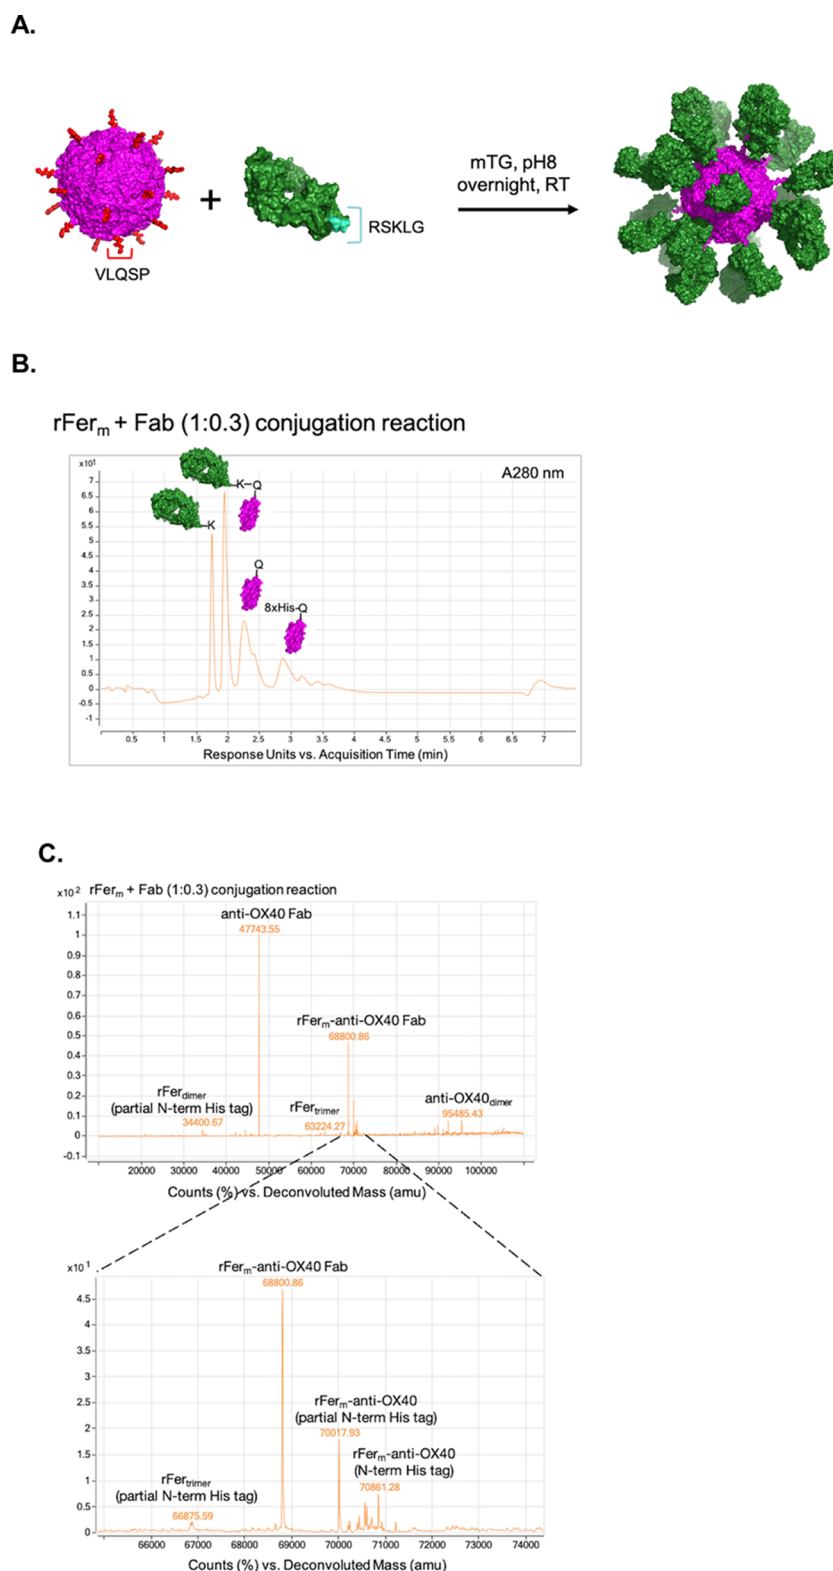 A.
mTG, pH8
overnight, RT
+
RSKLG
VLQSP
B.
rFerm + Fab (1:0.3) conjugation reaction
x10¹
A280 nm
7
6.5
6
5.5
5
4.5
4
3.5
3
2.5
2
1.5
1
0.5
0
-0.5
-1
K
K-Q
Q
8xHis-Q
0.5 1 1.5 2 2.5 3 3.5 4 4.5 5 5.5 6 6.5 7
Response Units vs. Acquisition Time (min)
C.
x10² rFerm + Fab (1:0.3) conjugation reaction
1.1
1
0.9
0.8
0.7
0.6
0.5
0.4
0.3
0.2
0.1
0
-0.1
anti-OX40 Fab
47743.55
rFerm-anti-OX40 Fab
68800.86
rFerdimer
(partial N-term His tag)
34400.67
rFertrimer
63224.27
anti-OX40dimer
95485.43
20000 30000 40000 50000 60000 70000 80000 90000 100000
Counts (%) vs. Deconvoluted Mass (amu)
x10¹
rFerm-anti-OX40 Fab
68800.86
4.5
4
3.5
3
2.5
2
1.5
1
0.5
0
rFerm-anti-OX40
(partial N-term His tag)
70017.93
rFerm-anti-OX40
(N-term His tag)
70861.28
rFertrimer
(partial N-term His tag)
66875.59
66000 67000 68000 69000 70000 71000 72000 73000 74000
Counts (%) vs. Deconvoluted Mass (amu)